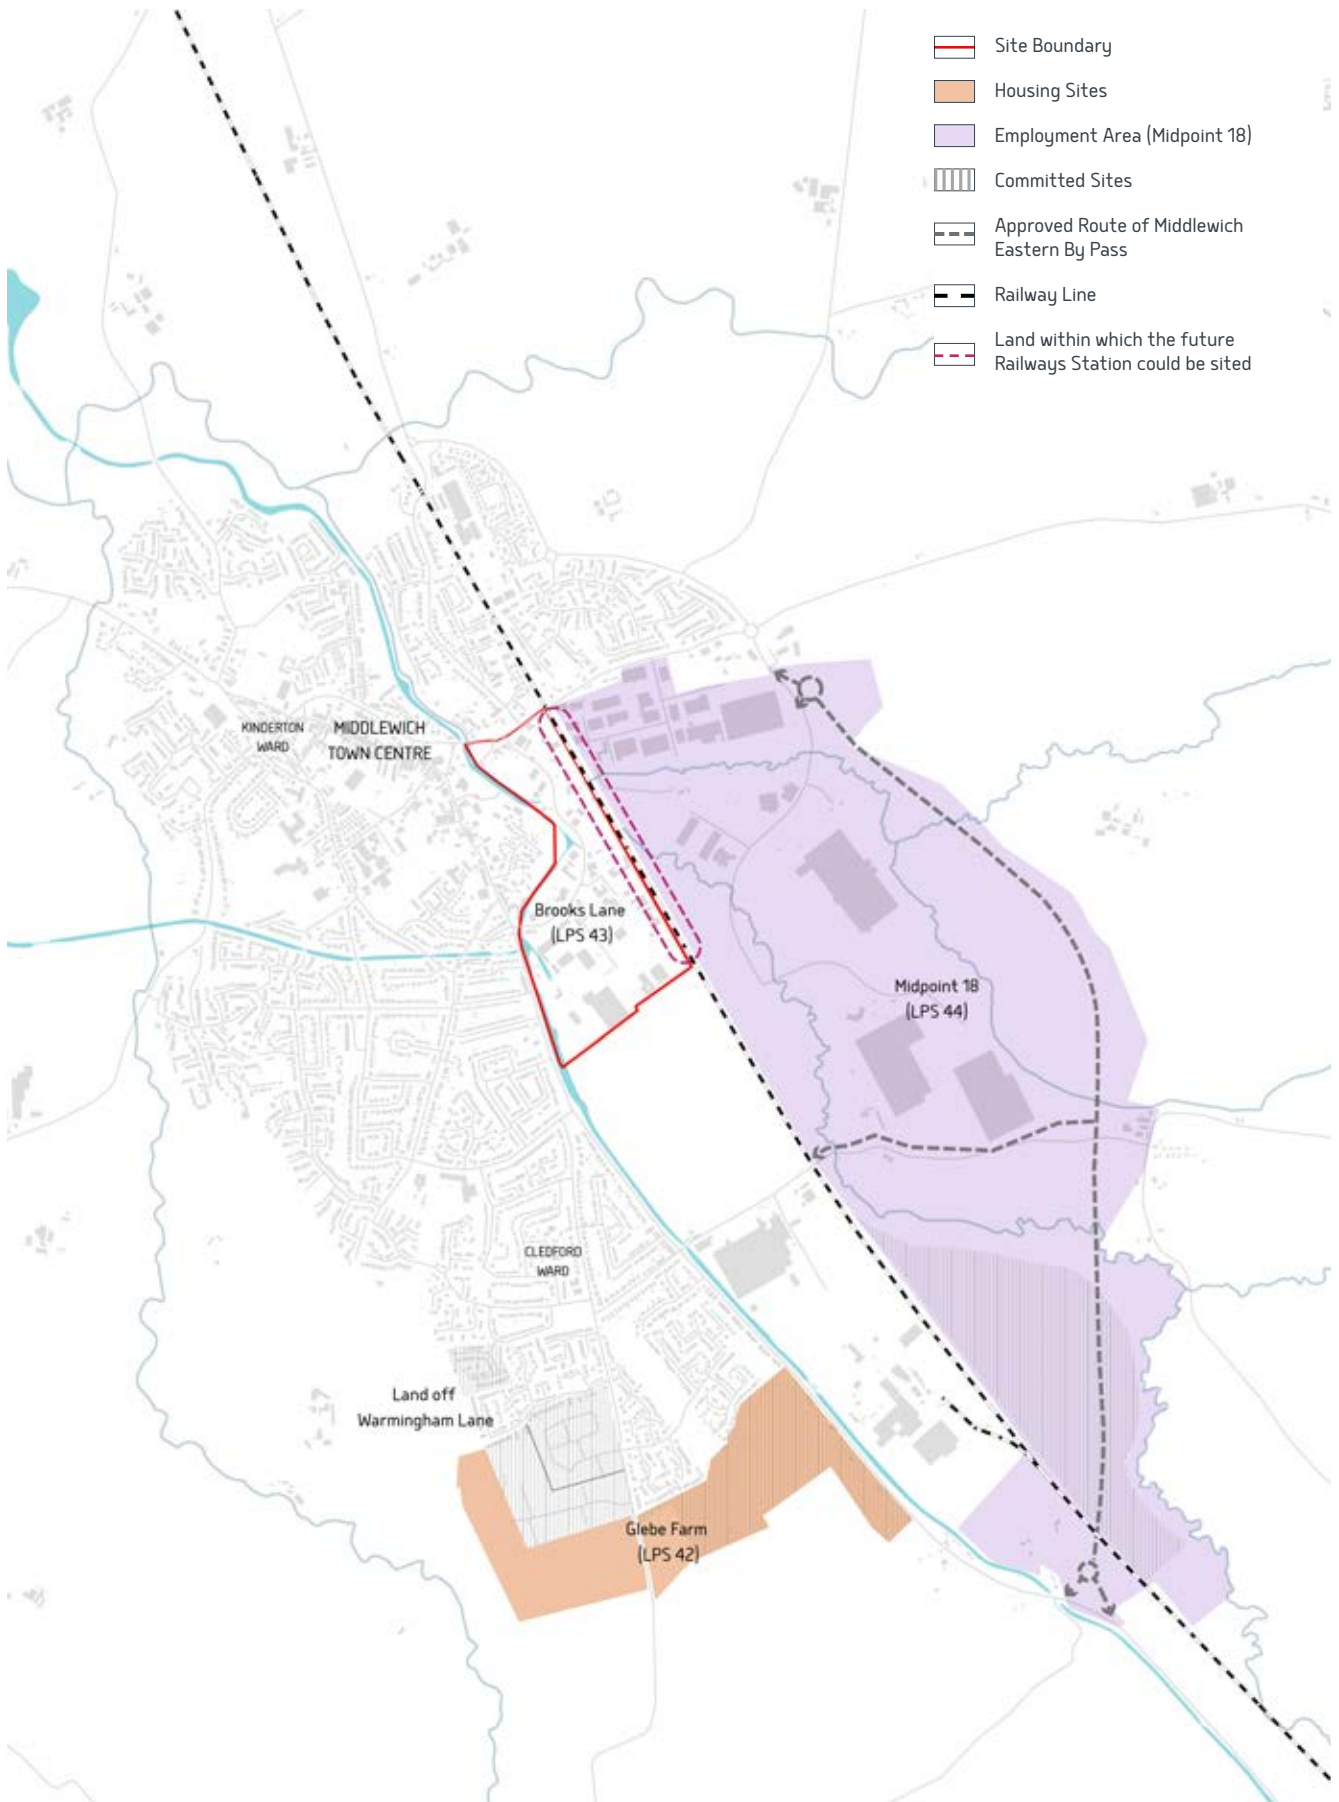 Site Boundary
Housing Sites
Employment Area (Midpoint 18)
Committed Sites
Approved Route of Middlewich
Eastern By Pass
Railway Line
Land within which the future
Railways Station could be sited
KINDERTON
WARD
MIDDLEWICH
TOWN CENTRE
Brooks Lane
(LPS 43)
Midpoint 18
(LPS 44)
CLEDFORD
WARD
Land off
Warmingham Lane
Glebe Farm
(LPS 42)